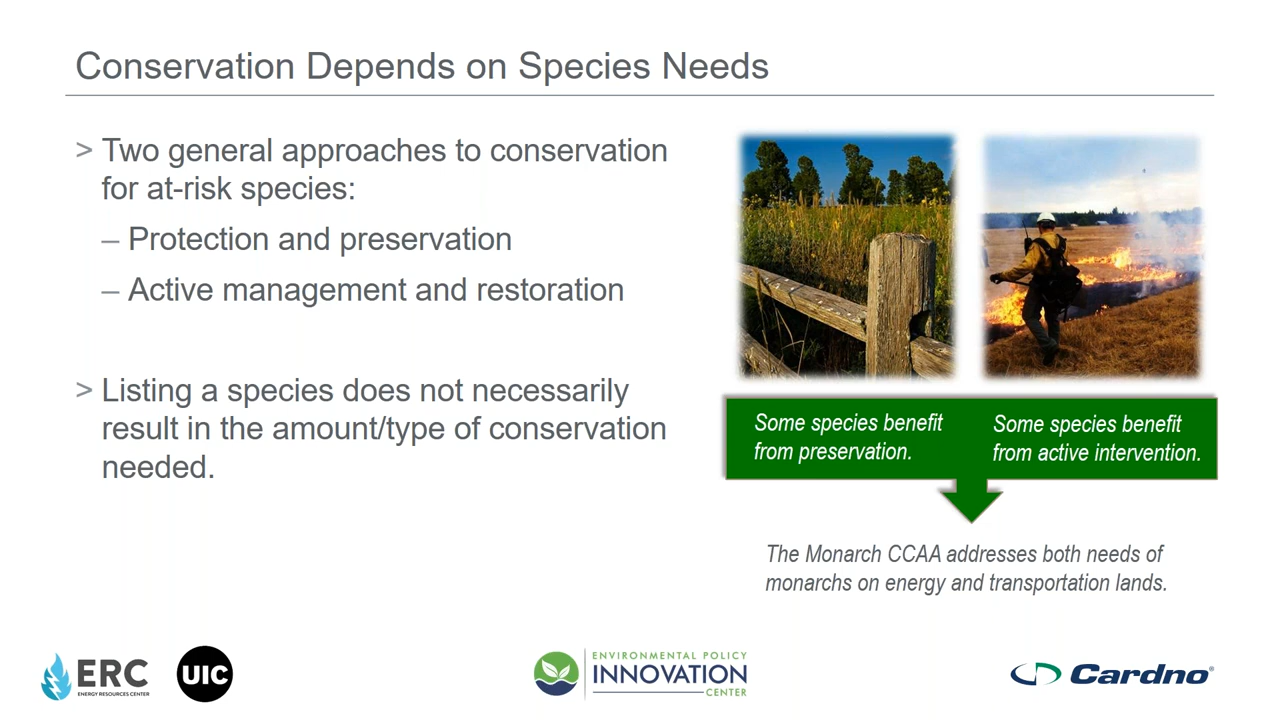 Conservation Depends on Species Needs
> Two general approaches to conservation
for at-risk species:
– Protection and preservation
– Active management and restoration
> Listing a species does not necessarily
result in the amount/type of conservation
needed.
Some species benefit
from preservation.
Some species benefit
from active intervention.
The Monarch CCAA addresses both needs of
monarchs on energy and transportation lands.
ERC
ENERGY RESOURCES CENTER
UIC
ENVIRONMENTAL POLICY
INNOVATION
CENTER
Cardno®